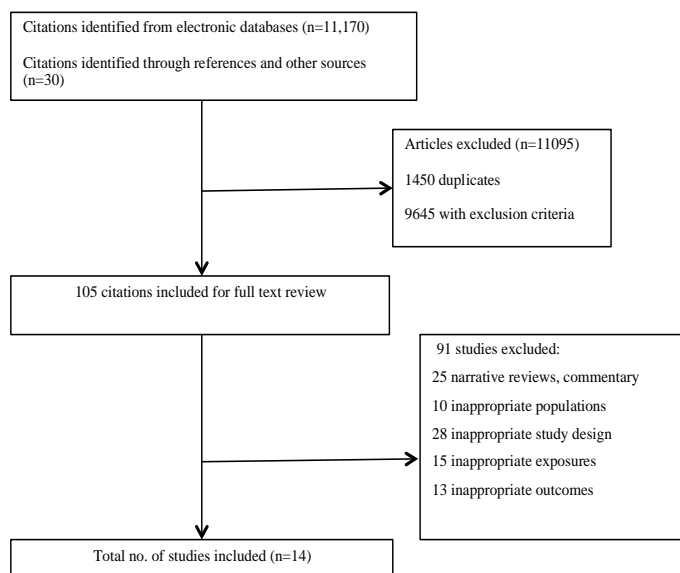 Citations identified from electronic databases (n=11,170)
Citations identified through references and other sources
(n=30)
Articles excluded (n=11095)
1450 duplicates
9645 with exclusion criteria
105 citations included for full text review
91 studies excluded:
25 narrative reviews, commentary
10 inappropriate populations
28 inappropriate study design
15 inappropriate exposures
13 inappropriate outcomes
Total no. of studies included (n=14)